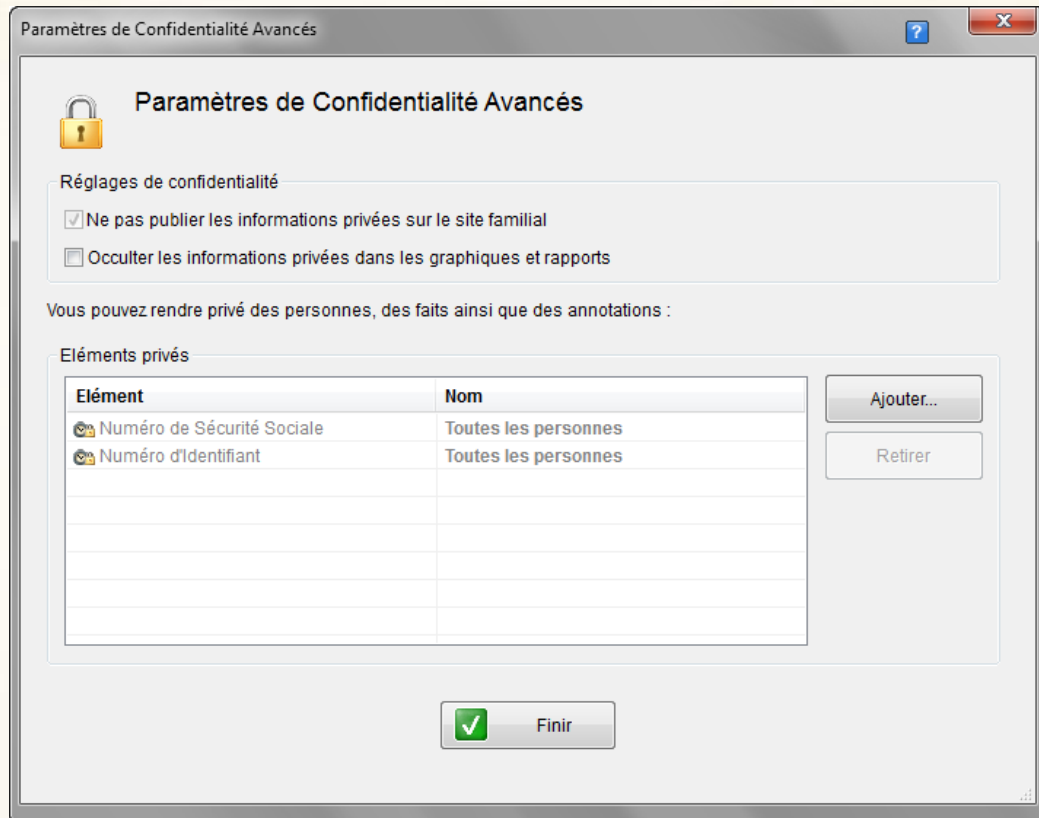 Paramètres de Confidentialité Avancés
?
Paramètres de Confidentialité Avancés
Réglages de confidentialité
Ne pas publier les informations privées sur le site familial
Occulter les informations privées dans les graphiques et rapports
Vous pouvez rendre privé des personnes, des faits ainsi que des annotations :
Eléments privés
Elément Nom
Ajouter...
Numéro de Sécurité Sociale Toutes les personnes
Numéro d'Identifiant Toutes les personnes
Retirer
Finir